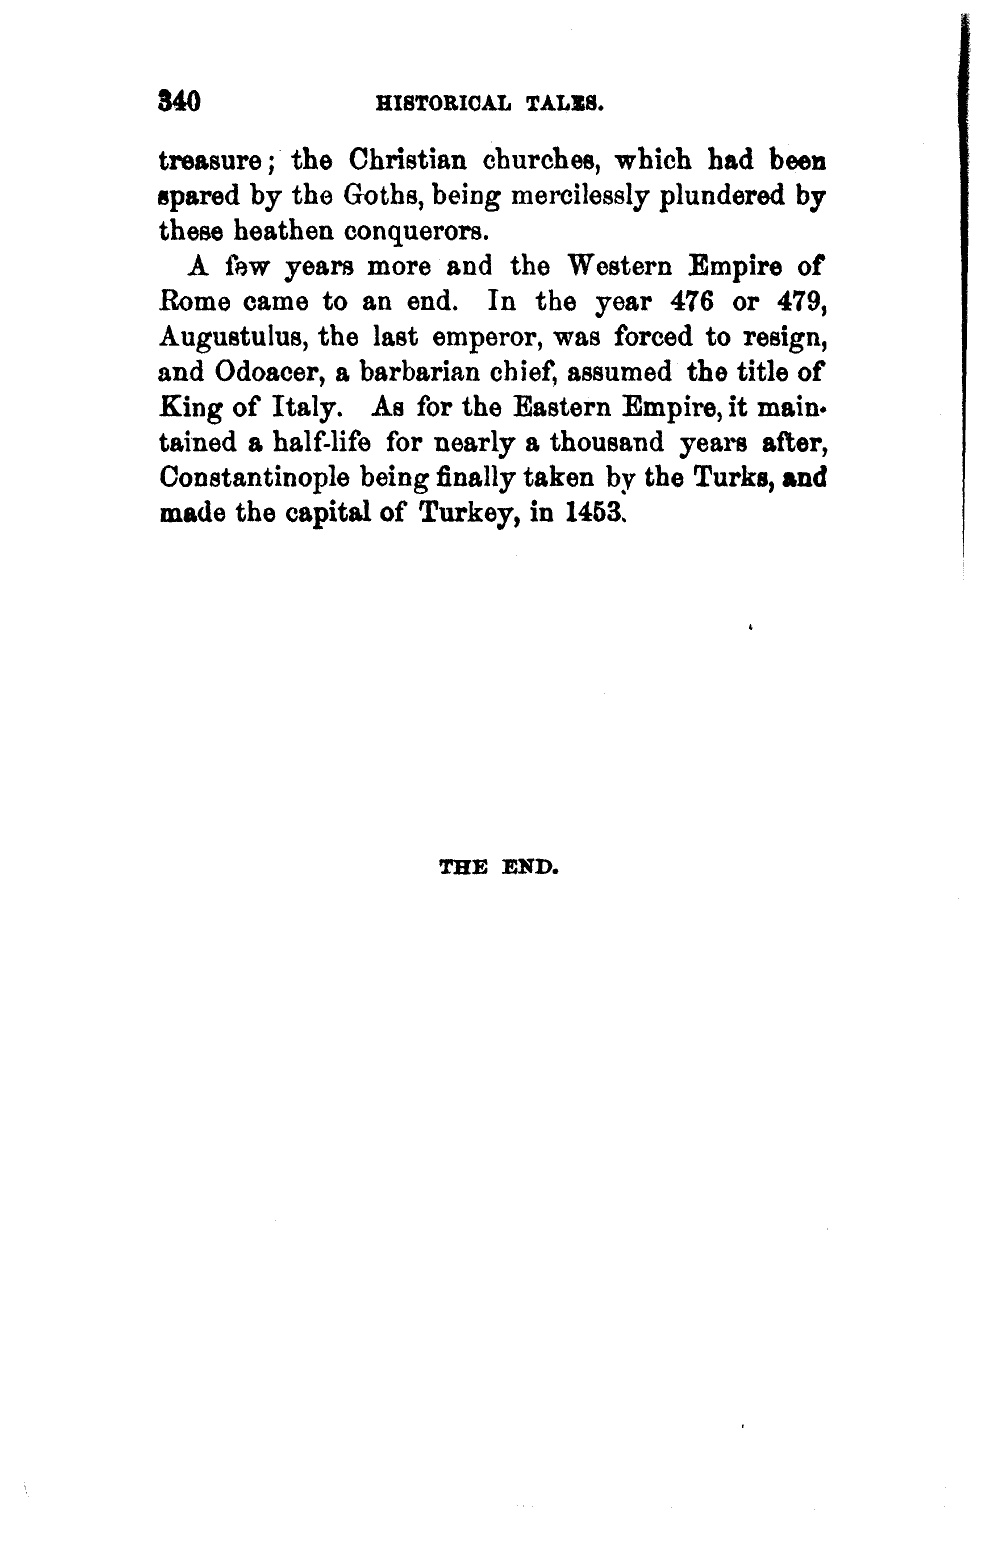 340 HISTORICAL TALES.
treasure; the Christian churches, which had been
spared by the Goths, being mercilessly plundered by
these heathen conquerors.
A few years more and the Western Empire of
Rome came to an end. In the year 476 or 479,
Augustulus, the last emperor, was forced to resign,
and Odoacer, a barbarian chief, assumed the title of
King of Italy. As for the Eastern Empire, it main-
tained a half-life for nearly a thousand years after,
Constantinople being finally taken by the Turks, and
made the capital of Turkey, in 1453.
THE END.